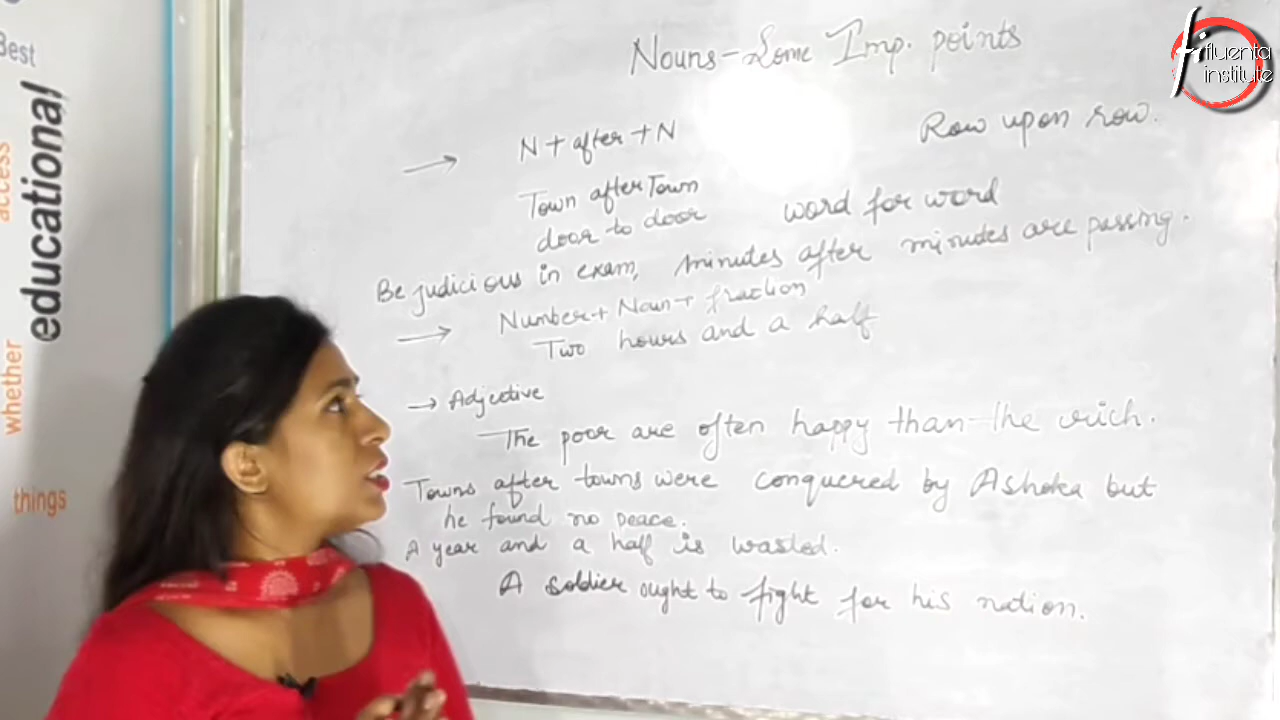 Best
educational
access
whether
things
fifluenta
institute
Nouns-Some Imp. points
N + after + N
Row upon row.
Town after Town
word for word
door to door
Be judicious in exam, minutes after minutes are passing.
Number + Noun + fraction
Two hours and a half
Adjective
The poor are often happy than the rich.
Towns after towns were conquered by Ashoka but
he found no peace.
A year and a half is wasted.
A soldier ought to fight for his nation.